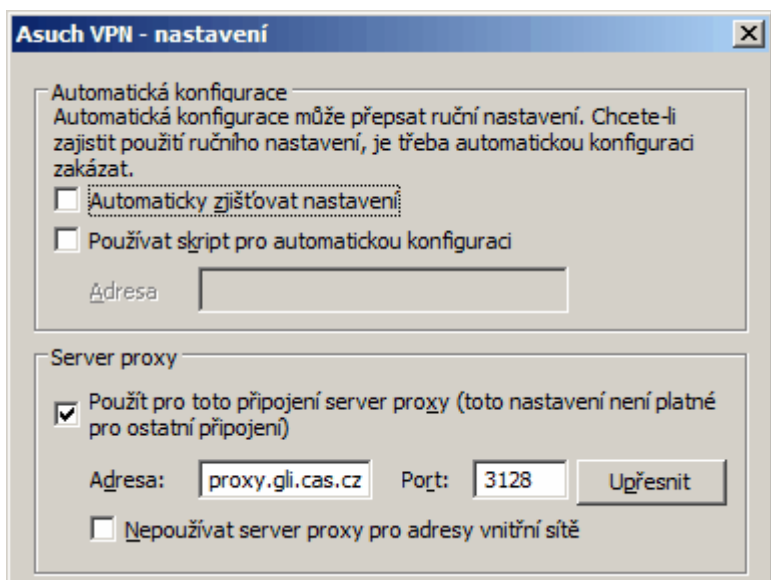 Asuch VPN - nastavení
Automatická konfigurace
Automatická konfigurace může přepsat ruční nastavení. Chcete-li
zajistit použití ručního nastavení, je třeba automatickou konfiguraci
zakázat.
Automaticky zjišťovat nastavení
Používat skript pro automatickou konfiguraci
Adresa
Server proxy
Použít pro toto připojení server proxy (toto nastavení není platné
pro ostatní připojení)
Adresa: proxy.gli.cas.cz Port: 3128 Upřesnit
Nepoužívat server proxy pro adresy vnitřní sítě